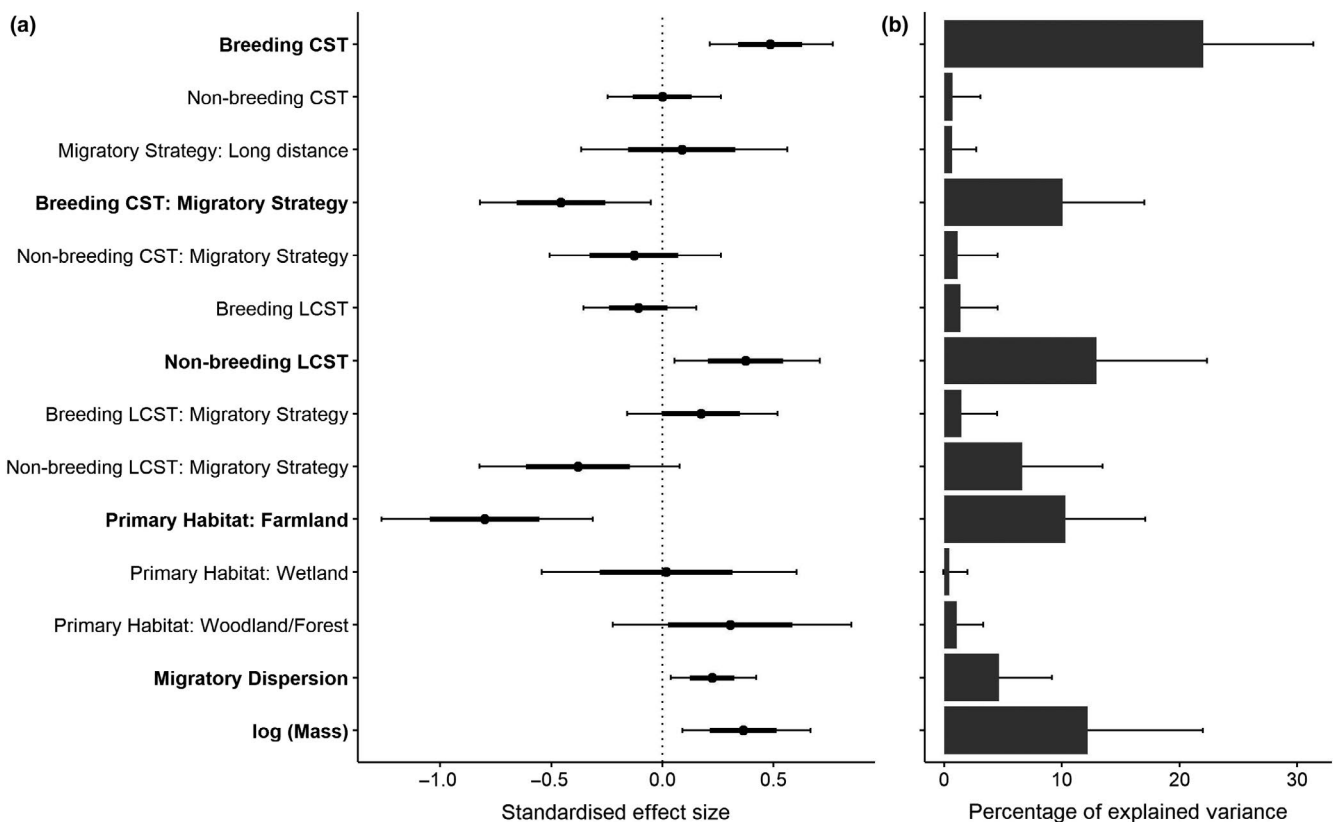 (a)
Breeding CST
Non-breeding CST
Migratory Strategy: Long distance
Breeding CST: Migratory Strategy
Non-breeding CST: Migratory Strategy
Breeding LCST
Non-breeding LCST
Breeding LCST: Migratory Strategy
Non-breeding LCST: Migratory Strategy
Primary Habitat: Farmland
Primary Habitat: Wetland
Primary Habitat: Woodland/Forest
Migratory Dispersion
log (Mass)
−1.0 −0.5 0.0 0.5
Standardised effect size
(b)
0 10 20 30
Percentage of explained variance